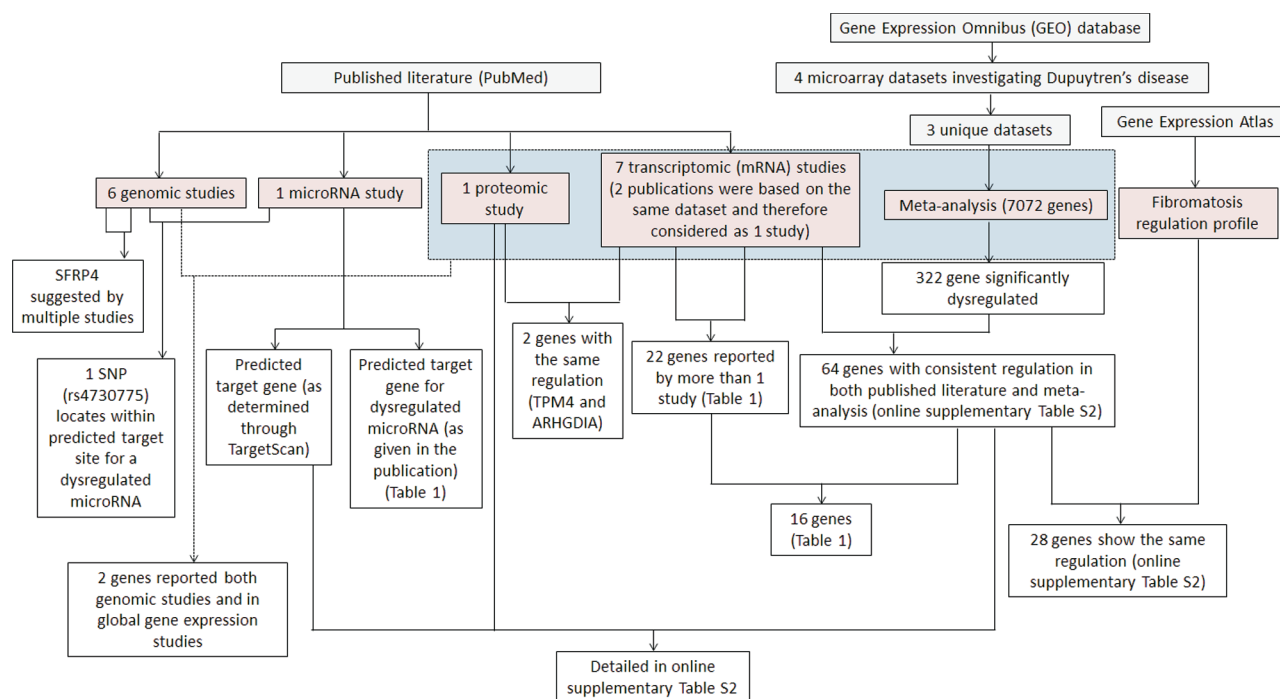 Gene Expression Omnibus (GEO) database
Published literature (PubMed)
4 microarray datasets investigating Dupuytren's disease
3 unique datasets
Gene Expression Atlas
6 genomic studies
1 microRNA study
1 proteomic
study
7 transcriptomic (mRNA) studies
(2 publications were based on the
same dataset and therefore
considered as 1 study)
Meta-analysis (7072 genes)
Fibromatosis
regulation profile
SFRP4
suggested by
multiple studies
322 gene significantly
dysregulated
1 SNP
(rs4730775)
locates within
predicted target
site for a
dysregulated
microRNA
Predicted
target gene (as
determined
through
TargetScan)
Predicted target
gene for
dysregulated
microRNA (as
given in the
publication)
(Table 1)
2 genes with
the same
regulation
(TPM4 and
ARHGDIA)
22 genes reported
by more than 1
study (Table 1)
64 genes with consistent regulation in
both published literature and meta-
analysis (online supplementary Table S2)
16 genes
(Table 1)
28 genes show the same
regulation (online
supplementary Table S2)
2 genes reported both
genomic studies and in
global gene expression
studies
Detailed in online
supplementary Table S2